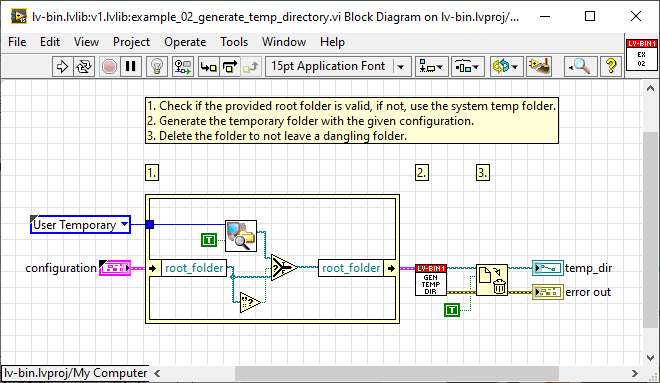 lv-bin.lvlib:v1.lvlib:example_02_generate_temp_directory.vi Block Diagram on lv-bin.lvproj/...
File Edit View Project Operate Tools Window Help
15pt Application Font
?
LV-BIN1
EX
02
1. Check if the provided root folder is valid, if not, use the system temp folder.
2. Generate the temporary folder with the given configuration.
3. Delete the folder to not leave a dangling folder.
1. 2. 3.
User Temporary
T
configuration
root_folder
?
root_folder
LV-BIN1
GEN
TEMP
DIR
temp_dir
error out
?
T
lv-bin.lvproj/My Computer